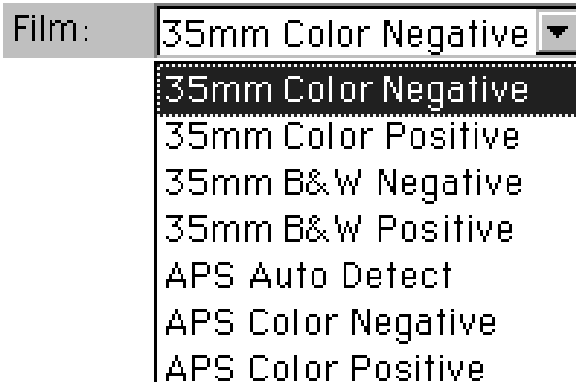 Film: 35mm Color Negative
35mm Color Negative
35mm Color Positive
35mm B&W Negative
35mm B&W Positive
APS Auto Detect
APS Color Negative
APS Color Positive